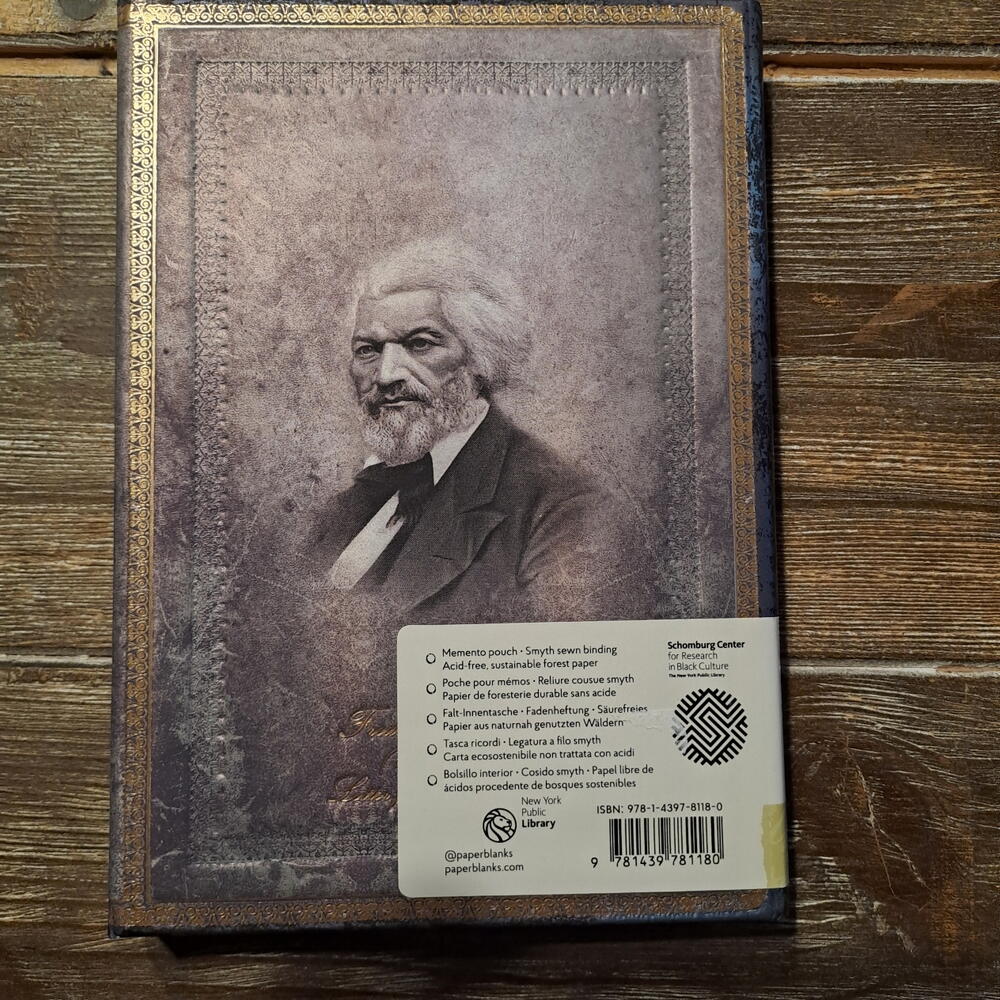 Memento pouch • Smyth sewn binding
Acid-free, sustainable forest paper
Poche pour mémos • Reliure cousue smyth
Papier de foresterie durable sans acide
Falt-Innentasche • Fadenheftung • Säurefreies
Papier aus naturnah genutzten Wäldern
Tasca ricordi • Legatura a filo smyth
Carta ecosostenibile non trattata con acidi
Bolsillo interior • Cosido smyth • Papel libre de
ácidos procedente de bosques sostenibles
Schomburg Center
for Research
in Black Culture
The New York Public Library
New York
Public
Library
@paperblanks
paperblanks.com
ISBN: 978-1-4397-8118-0
9 781439 781180